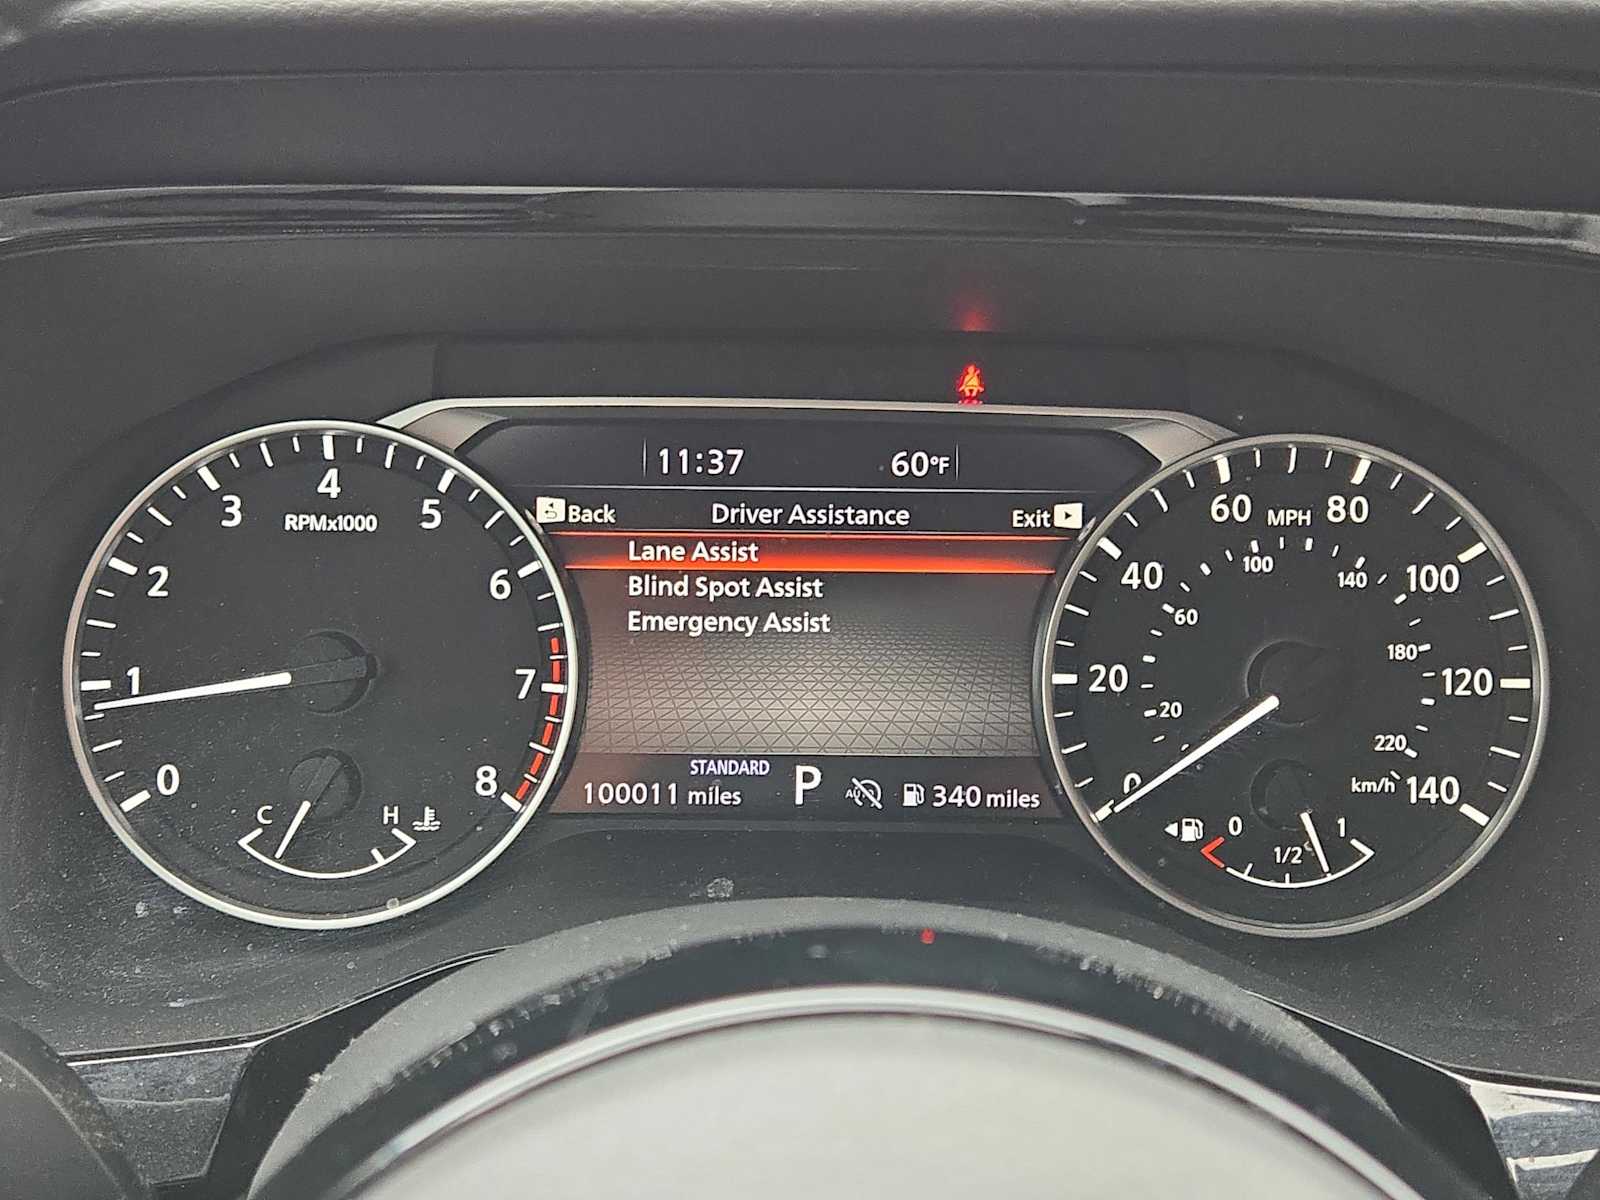 11:37 60°F
Back Driver Assistance Exit
Lane Assist
Blind Spot Assist
Emergency Assist
STANDARD
100011 miles P AUTO 340 miles
0 1 2 3 4 5 6 7 8
RPMx1000
C H
0 20 40 60 80 100 120 140
MPH
20 60 100 140 180 220
km/h
0 1/2 1